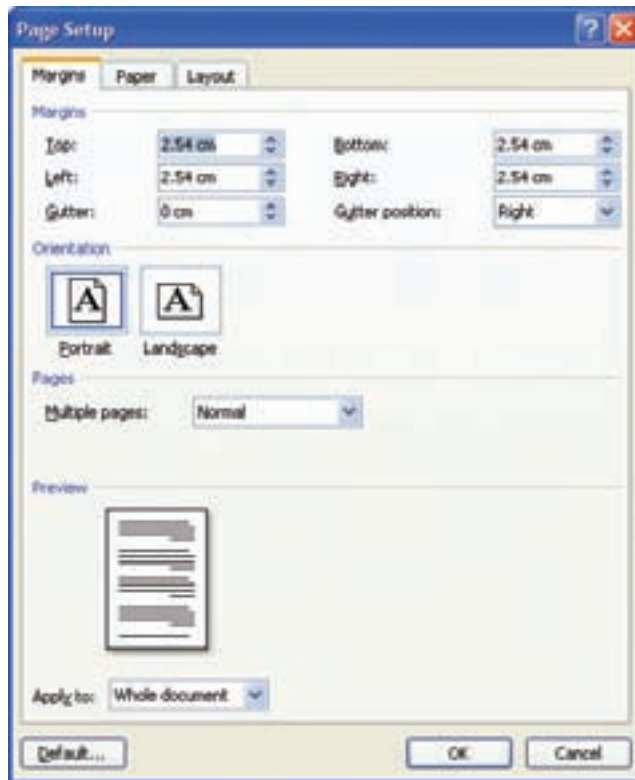 Page Setup
Margins Paper Layout
Margins
Top: 2.54 cm Bottom: 2.54 cm
Left: 2.54 cm Right: 2.54 cm
Gutter: 0 cm Gutter position: Right
Orientation
A A
Portrait Landscape
Pages
Multiple pages: Normal
Preview
Apply to: Whole document
Default... OK Cancel